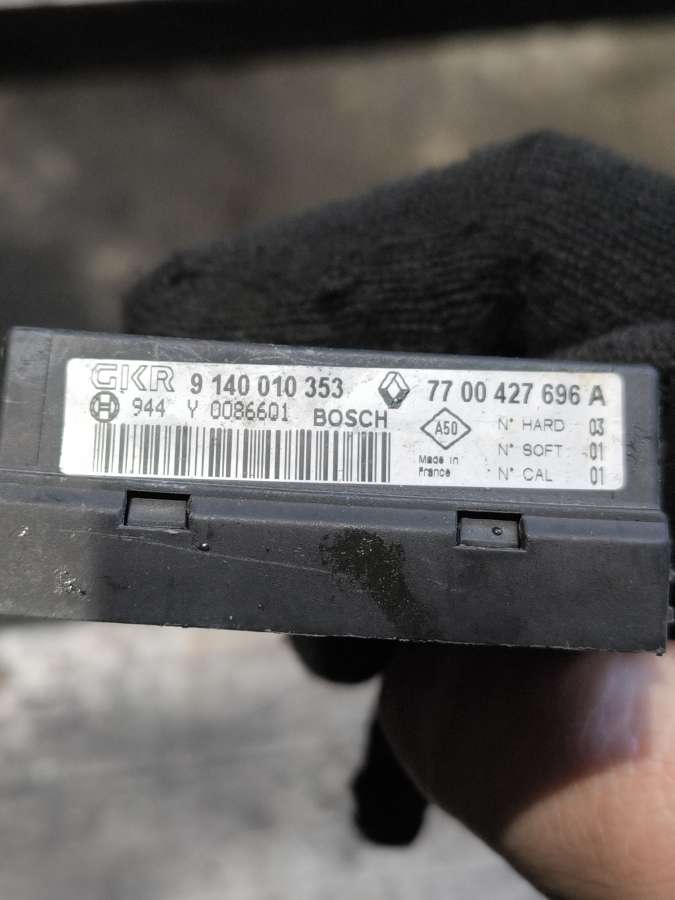 GKR 9 140 010 353 77 00 427 696 A
944 Y 0086601 BOSCH
A50
Made in
France
N° HARD 03
N° SOFT 01
N° CAL 01